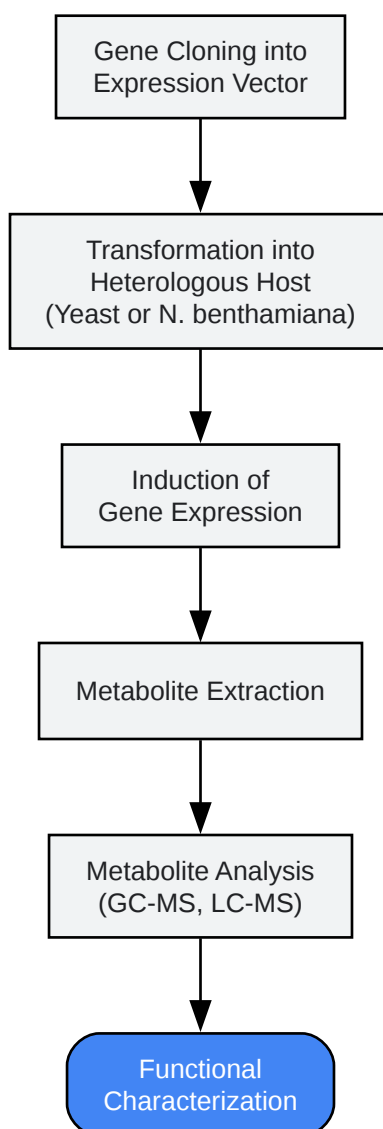 Gene Cloning into
Expression Vector
Transformation into
Heterologous Host
(Yeast or N. benthamiana)
Induction of
Gene Expression
Metabolite Extraction
Metabolite Analysis
(GC-MS, LC-MS)
Functional
Characterization